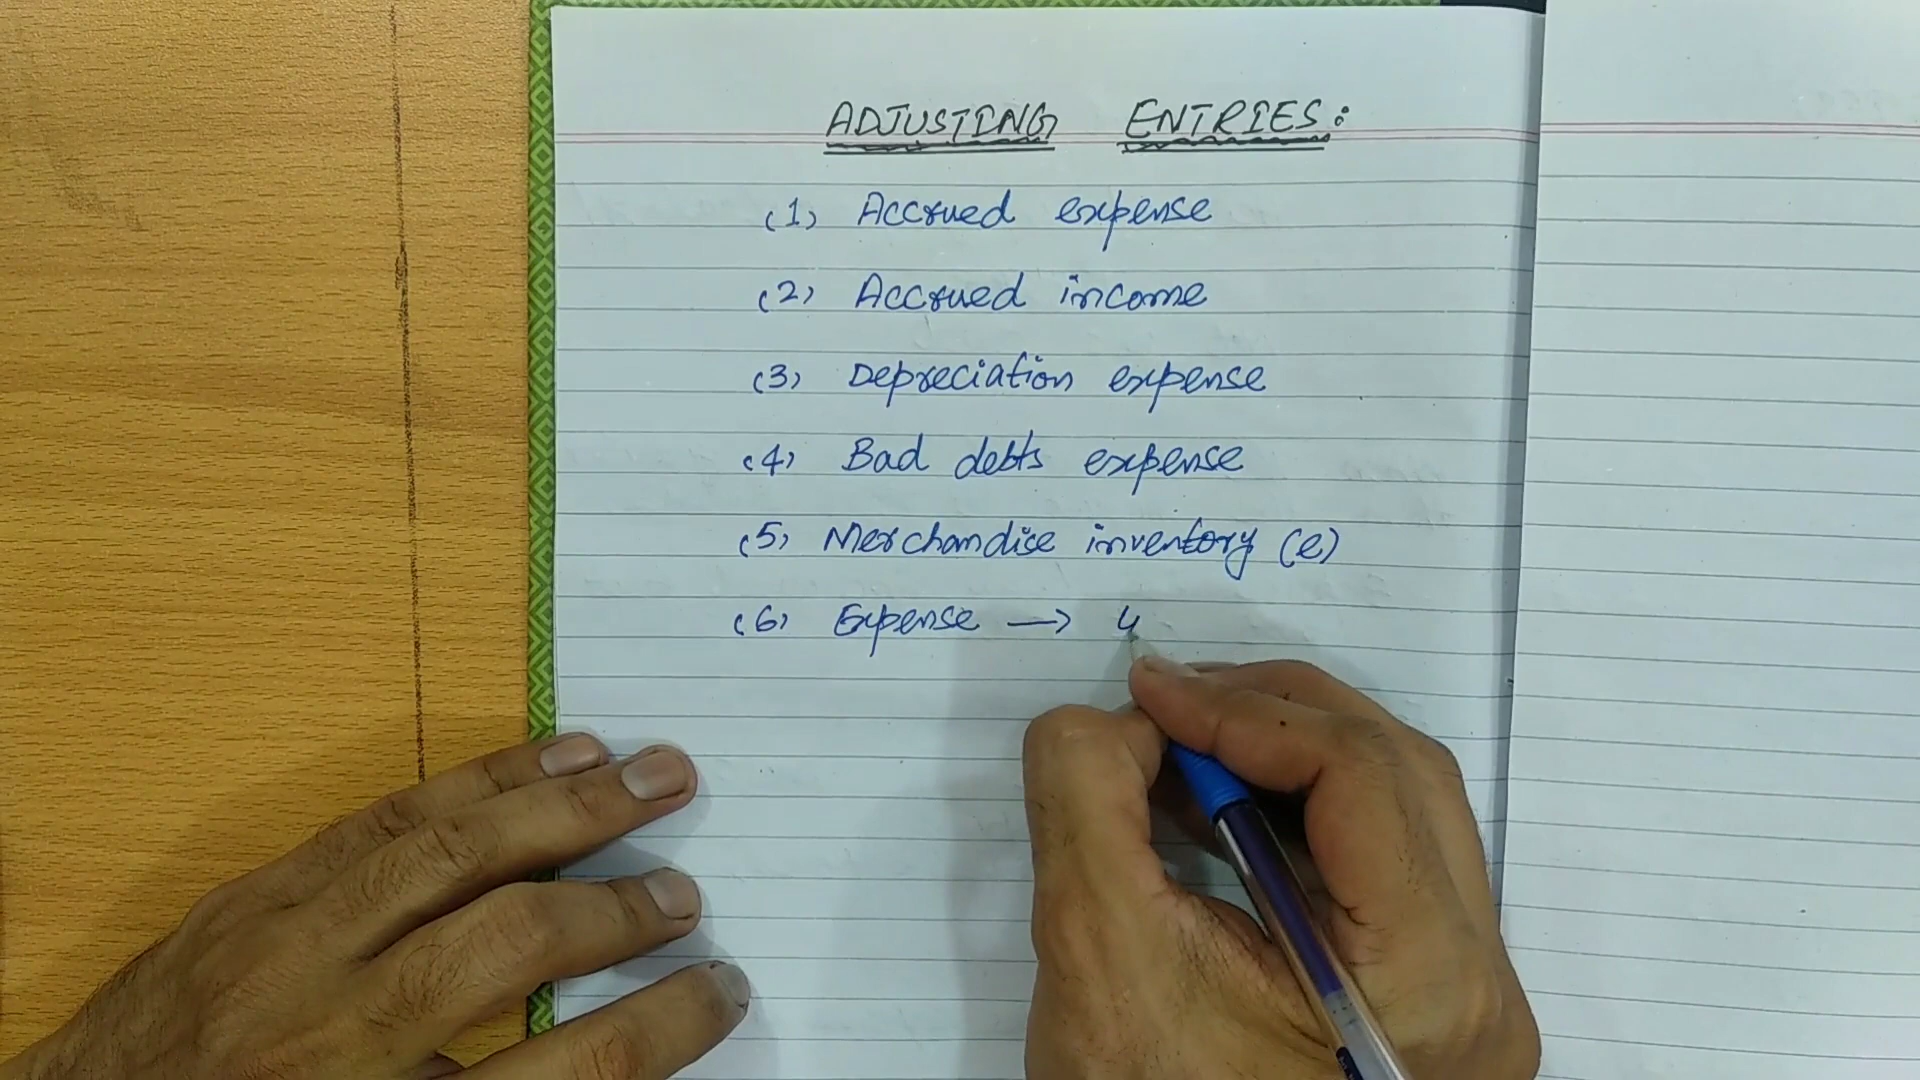 ADJUSTING ENTRIES:
(1) Accrued expense
(2) Accrued income
(3) Depreciation expense
(4) Bad debts expense
(5) Merchandise inventory (e)
(6) Expense → 4